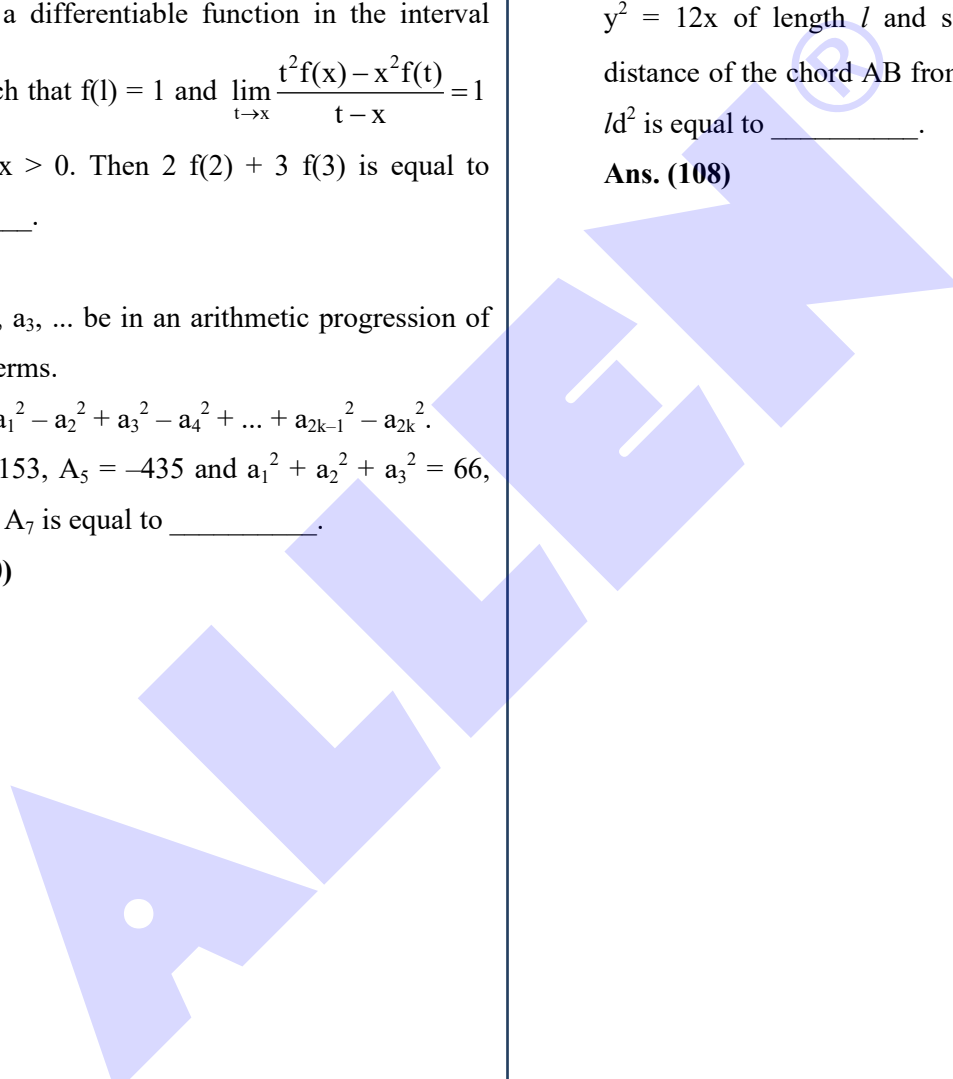 a differentiable function in the interval
ch that f(l) = 1 and lim t→x (t²f(x) – x²f(t))/(t – x) = 1
x > 0. Then 2 f(2) + 3 f(3) is equal to
___.
, a₃, ... be in an arithmetic progression of
erms.
a₁² – a₂² + a₃² – a₄² + ... + a₂ₖ₋₁² – a₂ₖ².
153, A₅ = –435 and a₁² + a₂² + a₃² = 66,
A₇ is equal to __________.
)
y² = 12x of length l and s
distance of the chord AB from
ld² is equal to __________.
Ans. (108)
ALLEN®